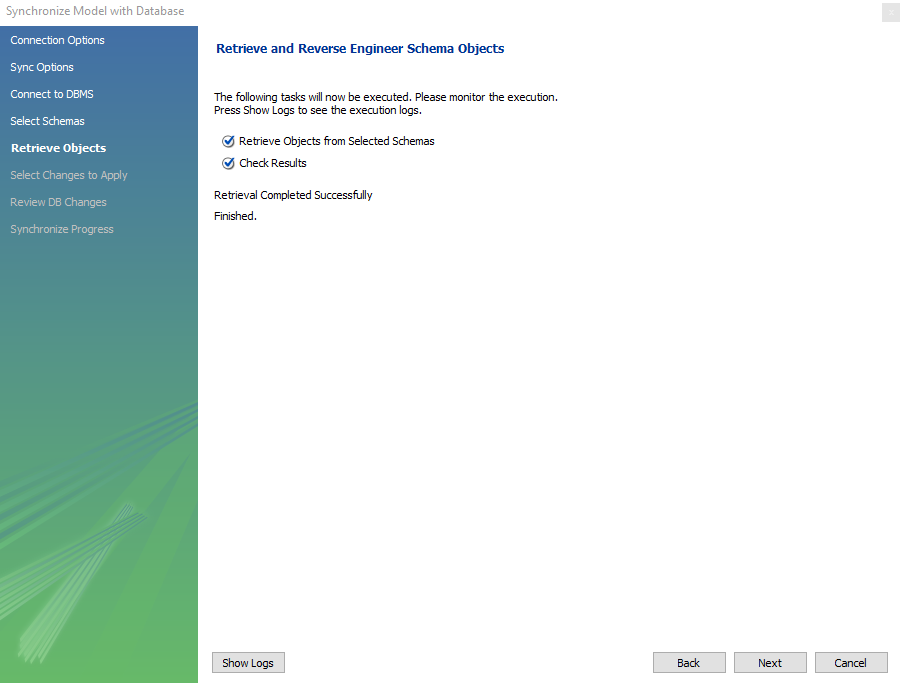 Synchronize Model with Database
Connection Options
Sync Options
Connect to DBMS
Select Schemas
Retrieve Objects
Select Changes to Apply
Review DB Changes
Synchronize Progress
Retrieve and Reverse Engineer Schema Objects
The following tasks will now be executed. Please monitor the execution.
Press Show Logs to see the execution logs.
Retrieve Objects from Selected Schemas
Check Results
Retrieval Completed Successfully
Finished.
Show Logs
Back
Next
Cancel